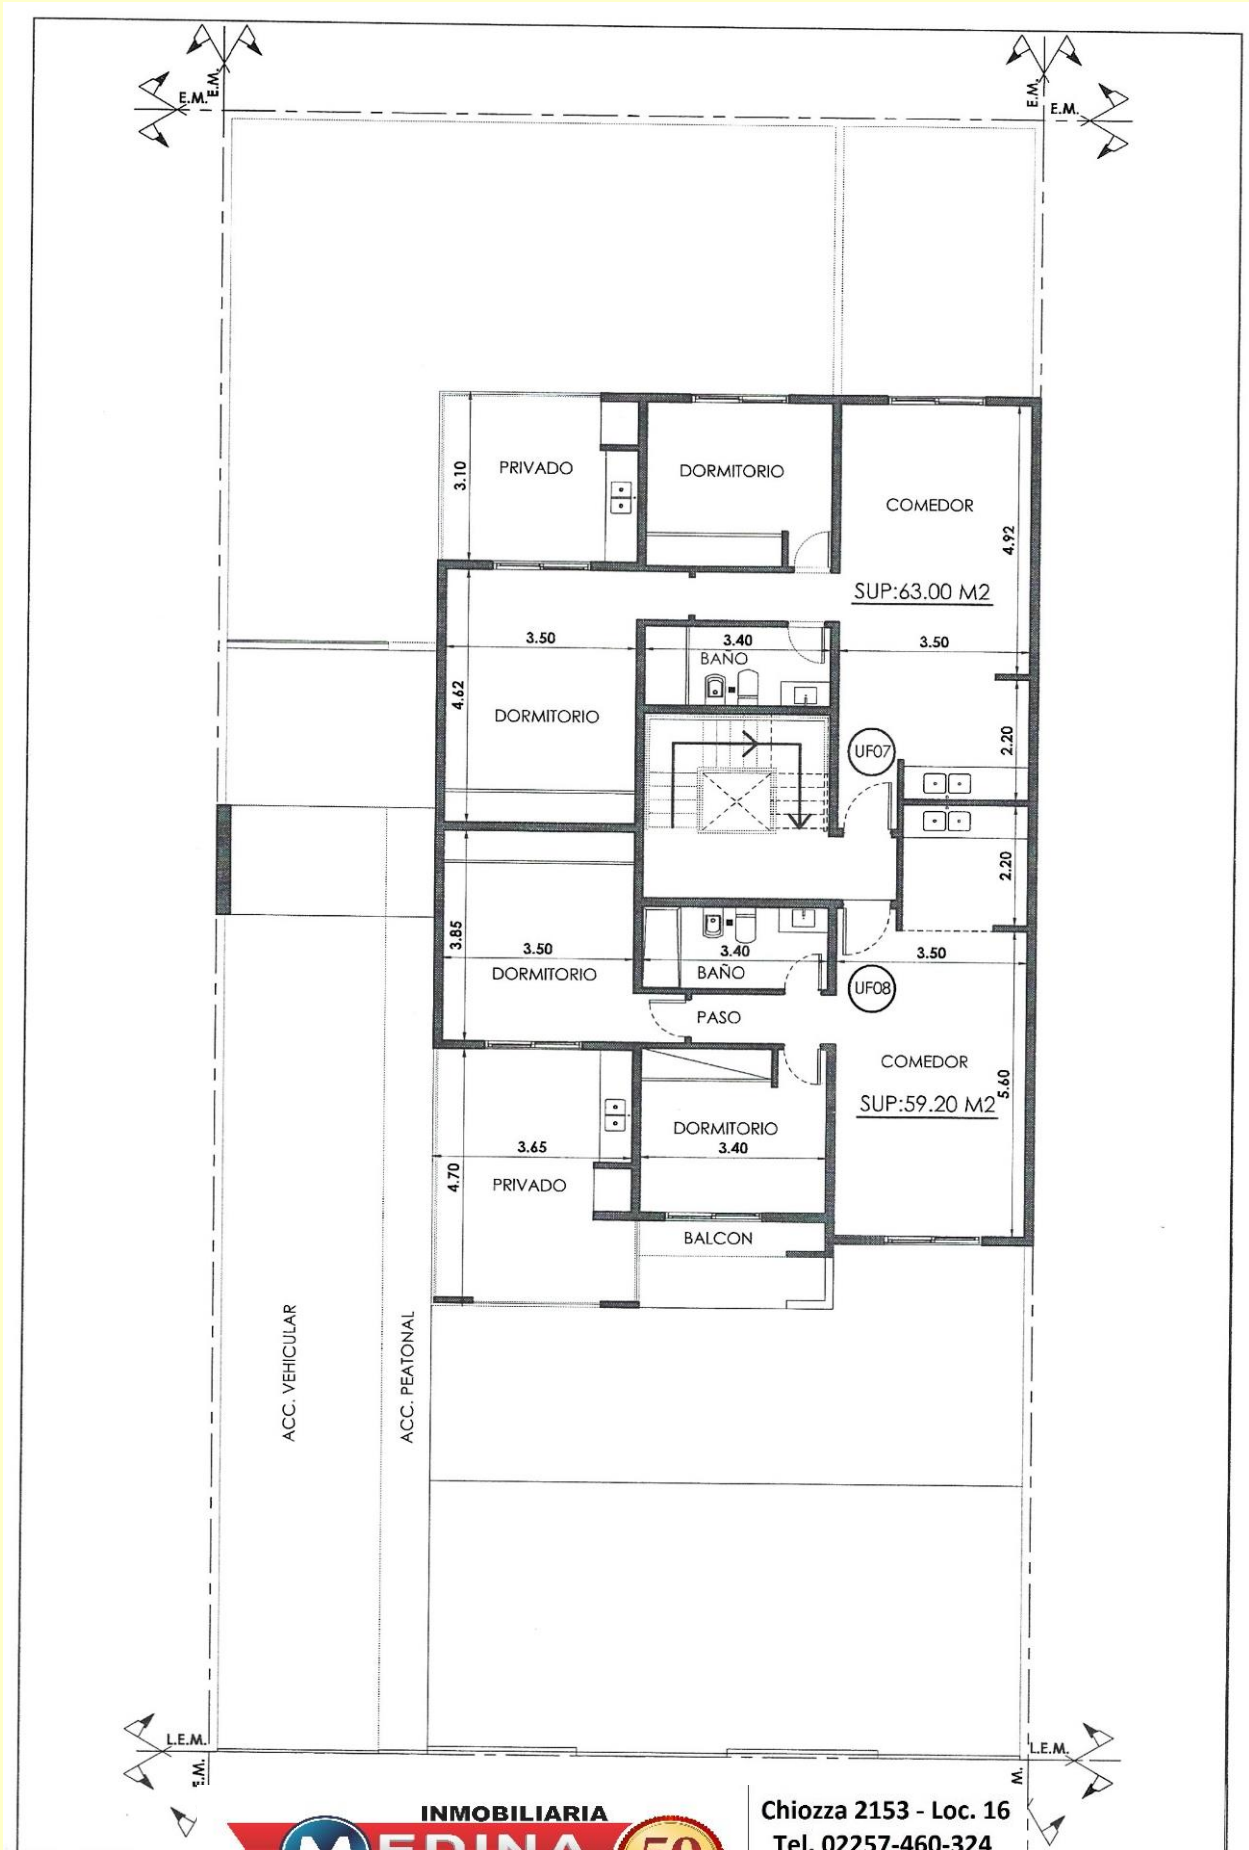 E.M.
E.M.
E.M.
E.M.
PRIVADO
3.10
DORMITORIO
COMEDOR
4.92
SUP:63.00 M2
3.50
3.40
BAÑO
3.50
4.62
DORMITORIO
UF07
2.20
2.20
3.85
3.50
DORMITORIO
3.40
BAÑO
3.50
UF08
PASO
COMEDOR
5.60
SUP:59.20 M2
DORMITORIO
3.40
3.65
4.70
PRIVADO
BALCON
ACC. VEHICULAR
ACC. PEATONAL
L.E.M.
L.E.M.
INMOBILIARIA
MEDINA
50
Chiozza 2153 - Loc. 16
Tel. 02257-460-324